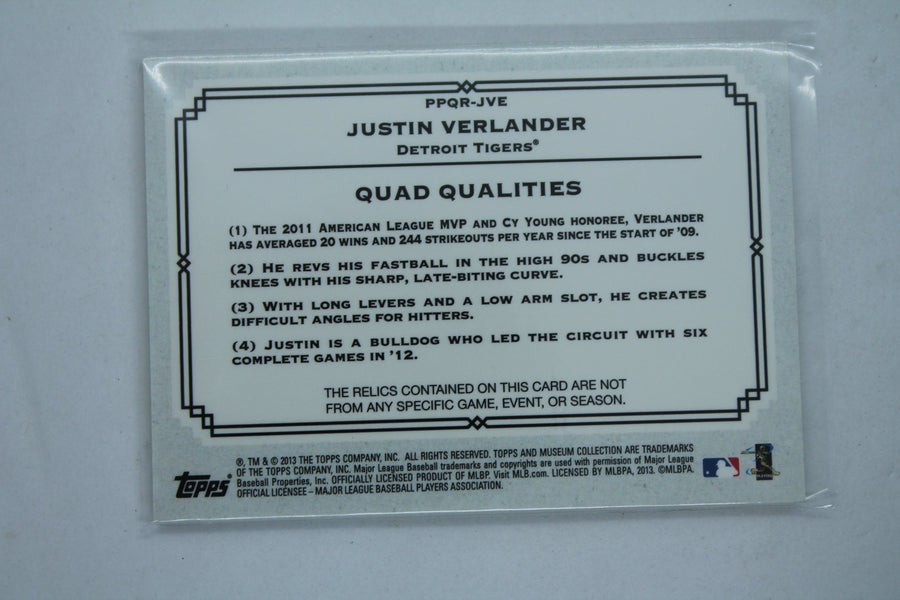 PPQR-JVE
JUSTIN VERLANDER
DETROIT TIGERS®
QUAD QUALITIES
(1) THE 2011 AMERICAN LEAGUE MVP AND CY YOUNG HONOREE, VERLANDER
HAS AVERAGED 20 WINS AND 244 STRIKEOUTS PER YEAR SINCE THE START OF '09.
(2) HE REVS HIS FASTBALL IN THE HIGH 90S AND BUCKLES
KNEES WITH HIS SHARP, LATE-BITING CURVE.
(3) WITH LONG LEVERS AND A LOW ARM SLOT, HE CREATES
DIFFICULT ANGLES FOR HITTERS.
(4) JUSTIN IS A BULLDOG WHO LED THE CIRCUIT WITH SIX
COMPLETE GAMES IN '12.
THE RELICS CONTAINED ON THIS CARD ARE NOT
FROM ANY SPECIFIC GAME, EVENT, OR SEASON.
Topps®
®, TM & © 2013 THE TOPPS COMPANY, INC. ALL RIGHTS RESERVED. TOPPS AND MUSEUM COLLECTION ARE TRADEMARKS
OF THE TOPPS COMPANY, INC. Major League Baseball trademarks and copyrights are used with permission of Major League
Baseball Properties, Inc. OFFICIALLY LICENSED PRODUCT OF MLBP. Visit MLB.com. LICENSED BY MLBPA, 2013. ©MLBPA.
OFFICIAL LICENSEE – MAJOR LEAGUE BASEBALL PLAYERS ASSOCIATION.